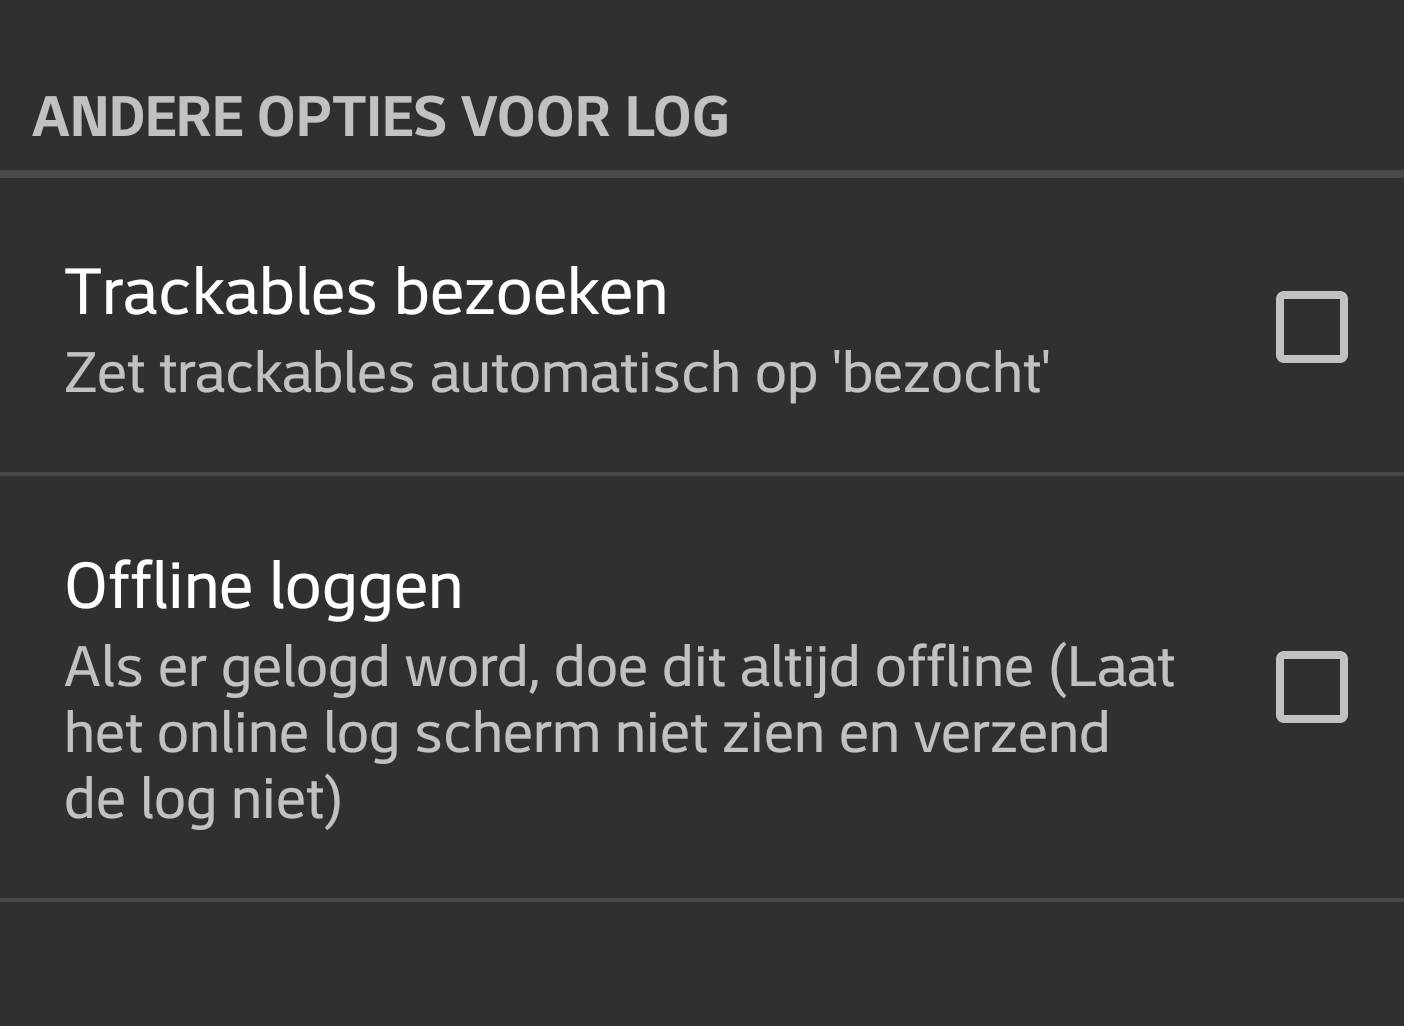 ANDERE OPTIES VOOR LOG
Trackables bezoeken
Zet trackables automatisch op 'bezocht'
Offline loggen
Als er gelogd word, doe dit altijd offline (Laat
het online log scherm niet zien en verzend
de log niet)